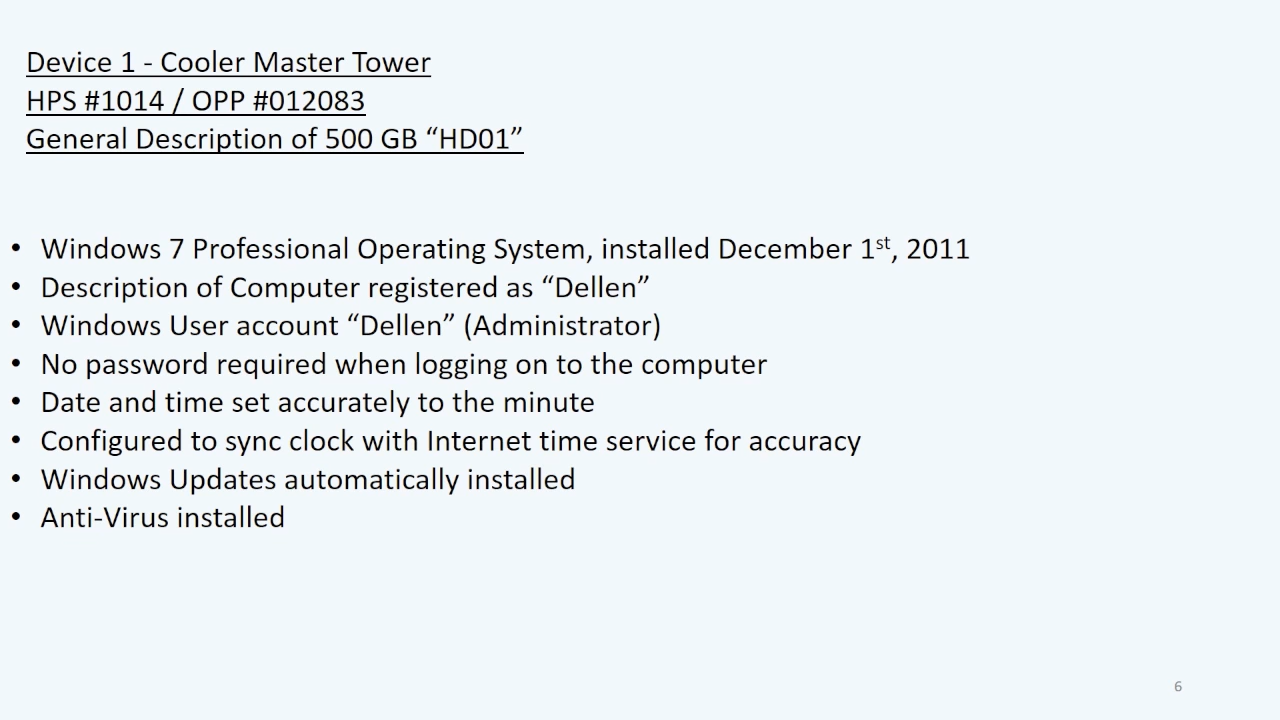 Device 1 - Cooler Master Tower
HPS #1014 / OPP #012083
General Description of 500 GB “HD01”
• Windows 7 Professional Operating System, installed December 1st, 2011
• Description of Computer registered as “Dellen”
• Windows User account “Dellen” (Administrator)
• No password required when logging on to the computer
• Date and time set accurately to the minute
• Configured to sync clock with Internet time service for accuracy
• Windows Updates automatically installed
• Anti-Virus installed
6